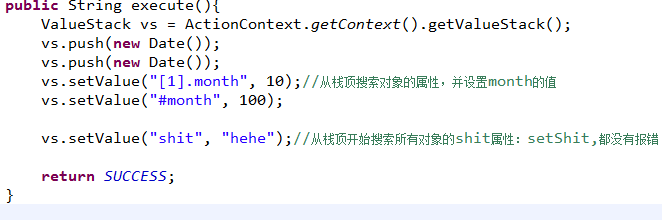 public String execute(){
ValueStack vs = ActionContext.getContext().getValueStack();
vs.push(new Date());
vs.push(new Date());
vs.setValue("[1].month", 10);//从栈顶搜索对象的属性，并设置month的值
vs.setValue("#month", 100);
vs.setValue("shit", "hehe");//从栈顶开始搜索所有对象的shit属性：setShit,都没有报错
return SUCCESS;
}